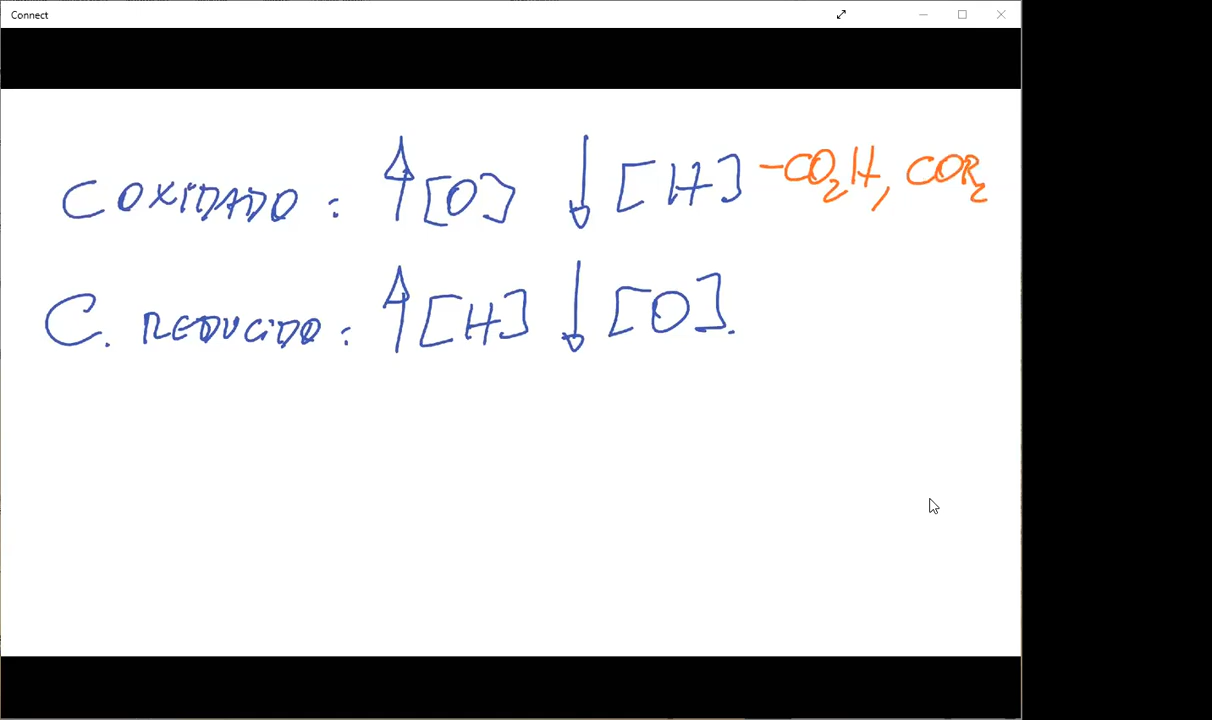 Connect
C OXIDADO : ↑ [O] ↓ [H] -CO₂H, COR₂
C. REDUCIDO : ↑ [H] ↓ [O].